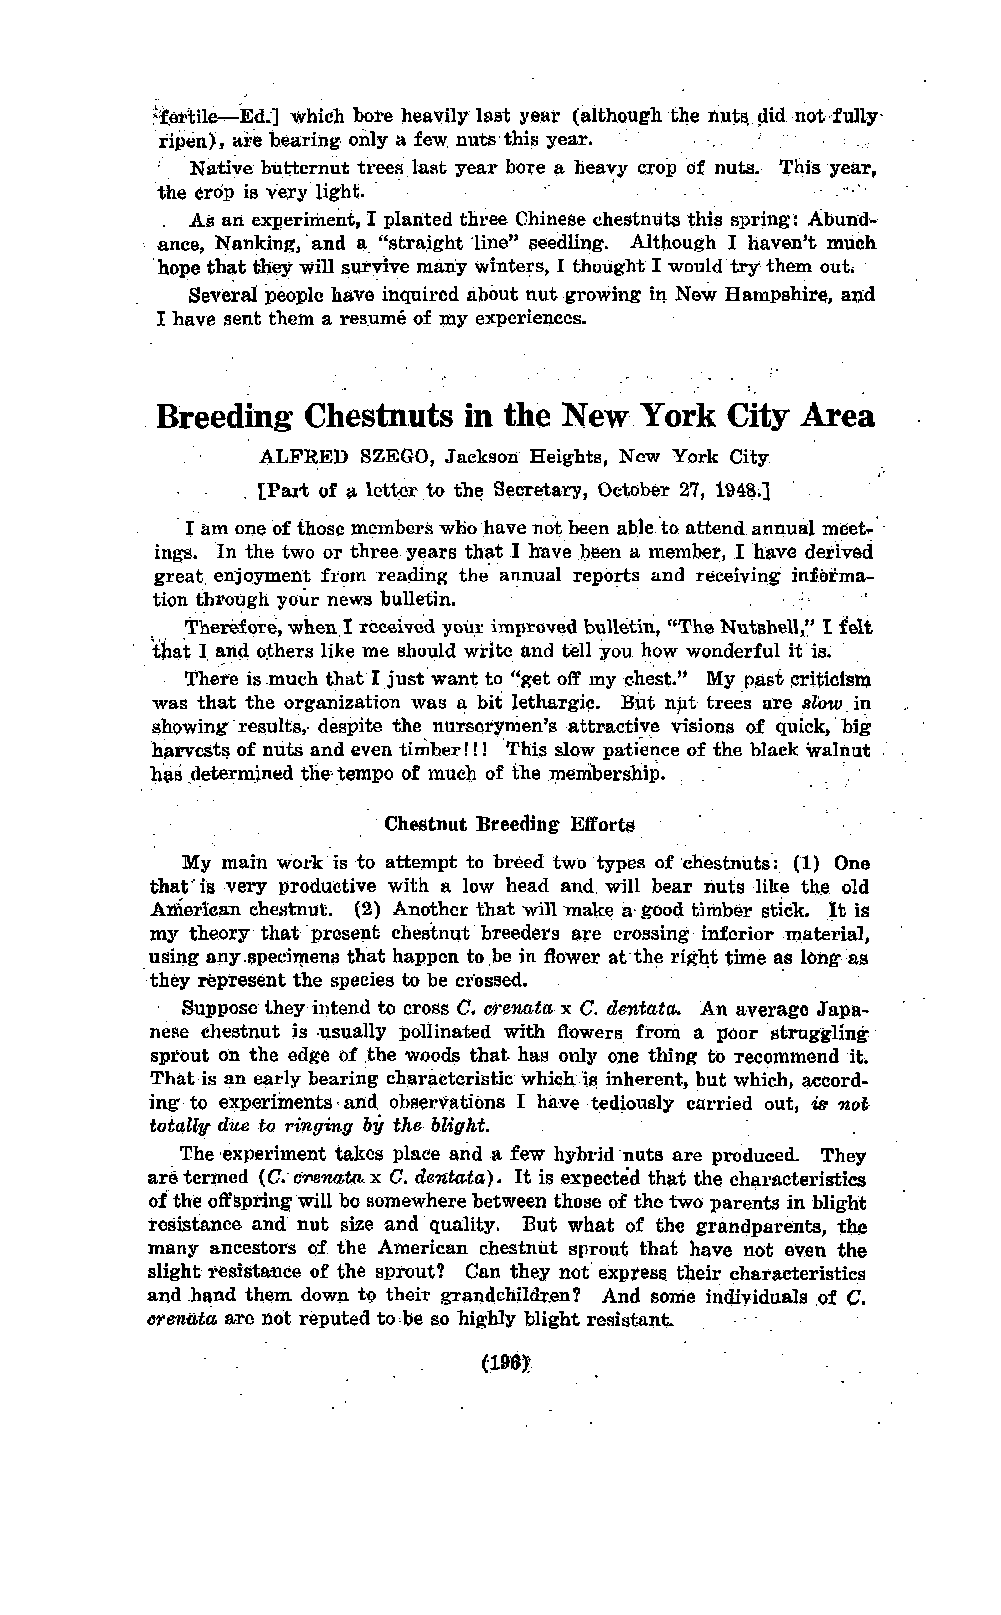 fertile—Ed.] which bore heavily last year (although the nuts did not fully
ripen), are bearing only a few nuts this year.
Native butternut trees last year bore a heavy crop of nuts. This year,
the crop is very light.
As an experiment, I planted three Chinese chestnuts this spring: Abund-
ance, Nanking, and a "straight line" seedling. Although I haven't much
hope that they will survive many winters, I thought I would try them out.
Several people have inquired about nut growing in New Hampshire, and
I have sent them a resumé of my experiences.
Breeding Chestnuts in the New York City Area
ALFRED SZEGO, Jackson Heights, New York City
[Part of a letter to the Secretary, October 27, 1948.]
I am one of those members who have not been able to attend annual meet-
ings. In the two or three years that I have been a member, I have derived
great enjoyment from reading the annual reports and receiving informa-
tion through your news bulletin.
Therefore, when I received your improved bulletin, "The Nutshell," I felt
that I and others like me should write and tell you how wonderful it is.
There is much that I just want to "get off my chest." My past criticism
was that the organization was a bit lethargic. But nut trees are slow in
showing results, despite the nurserymen's attractive visions of quick, big
harvests of nuts and even timber!!! This slow patience of the black walnut
has determined the tempo of much of the membership.
Chestnut Breeding Efforts
My main work is to attempt to breed two types of chestnuts: (1) One
that is very productive with a low head and will bear nuts like the old
American chestnut. (2) Another that will make a good timber stick. It is
my theory that present chestnut breeders are crossing inferior material,
using any specimens that happen to be in flower at the right time as long as
they represent the species to be crossed.
Suppose they intend to cross C. crenata x C. dentata. An average Japa-
nese chestnut is usually pollinated with flowers from a poor struggling
sprout on the edge of the woods that has only one thing to recommend it.
That is an early bearing characteristic which is inherent, but which, accord-
ing to experiments and observations I have tediously carried out, is not
totally due to ringing by the blight.
The experiment takes place and a few hybrid nuts are produced. They
are termed (C. crenata x C. dentata). It is expected that the characteristics
of the offspring will be somewhere between those of the two parents in blight
resistance and nut size and quality. But what of the grandparents, the
many ancestors of the American chestnut sprout that have not even the
slight resistance of the sprout? Can they not express their characteristics
and hand them down to their grandchildren? And some individuals of C.
crenata are not reputed to be so highly blight resistant.
(196)